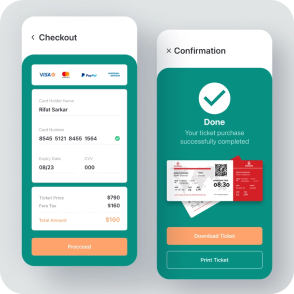 Checkout
VISA
PayPal
Card Holder Name
Rifat Sarkar
Card Number
8545 5121 8455 1564
Expiry Date CVV
08/23 000
Ticket Price $790
Fare Tax $160
Total Amount $160
Proceed
Confirmation
Done
Your ticket purchase
successfully completed
08:30
Download Ticket
Print Ticket